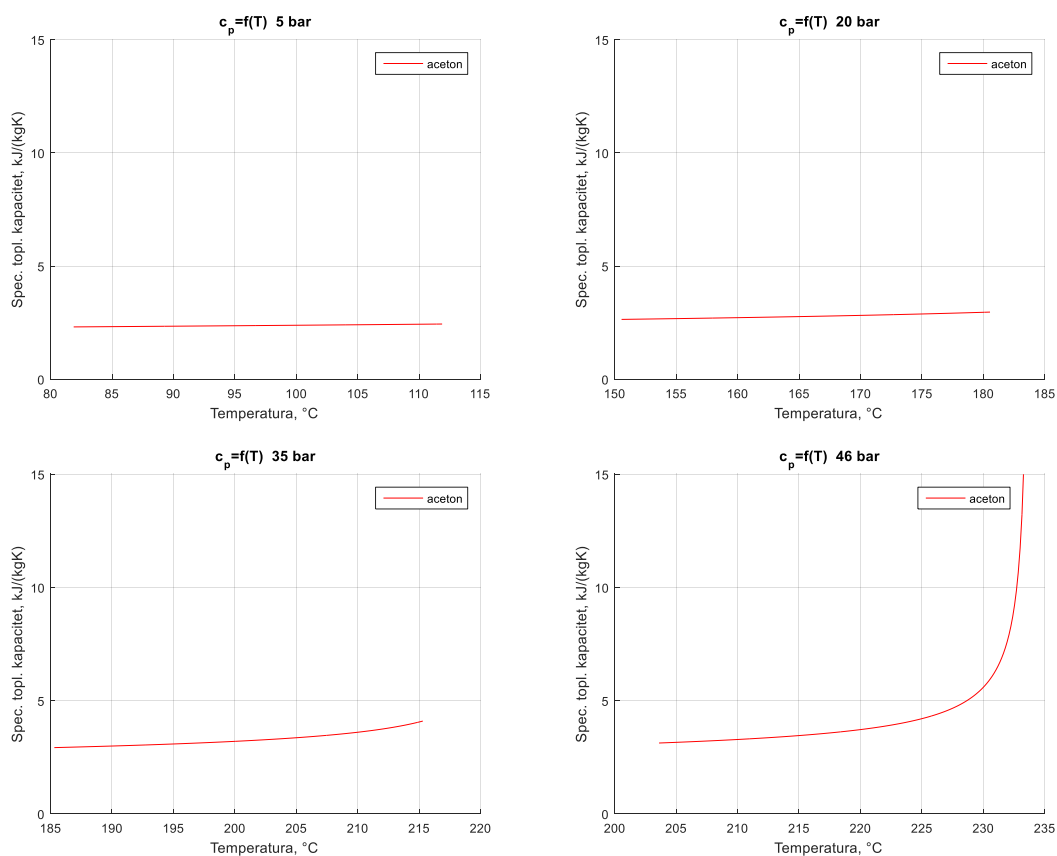 c_p=f(T) 5 bar
15
10
5
0
Spec. topl. kapacitet, kJ/(kgK)
aceton
80 85 90 95 100 105 110 115
Temperatura, °C
c_p=f(T) 20 bar
15
10
5
0
Spec. topl. kapacitet, kJ/(kgK)
aceton
150 155 160 165 170 175 180 185
Temperatura, °C
c_p=f(T) 35 bar
15
10
5
0
Spec. topl. kapacitet, kJ/(kgK)
aceton
185 190 195 200 205 210 215 220
Temperatura, °C
c_p=f(T) 46 bar
15
10
5
0
Spec. topl. kapacitet, kJ/(kgK)
aceton
200 205 210 215 220 225 230 235
Temperatura, °C